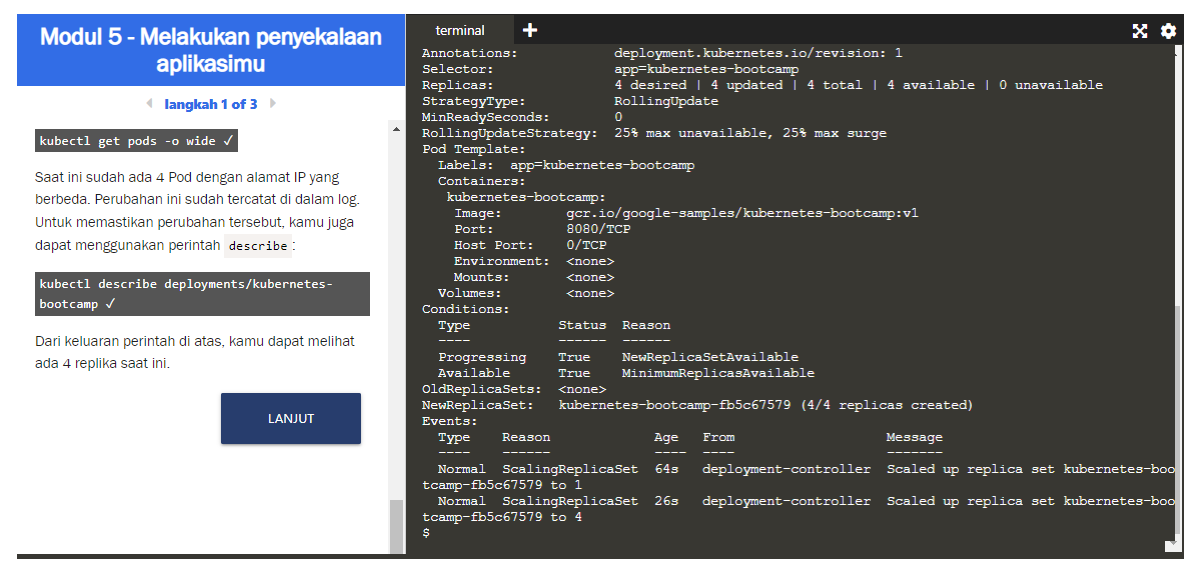 Modul 5 - Melakukan penyekalaan
aplikasimu
langkah 1 of 3
kubectl get pods -o wide ✓
Saat ini sudah ada 4 Pod dengan alamat IP yang
berbeda. Perubahan ini sudah tercatat di dalam log.
Untuk memastikan perubahan tersebut, kamu juga
dapat menggunakan perintah describe :
kubectl describe deployments/kubernetes-
bootcamp ✓
Dari keluaran perintah di atas, kamu dapat melihat
ada 4 replika saat ini.
LANJUT
terminal
Annotations:            deployment.kubernetes.io/revision: 1
Selector:               app=kubernetes-bootcamp
Replicas:               4 desired | 4 updated | 4 total | 4 available | 0 unavailable
StrategyType:           RollingUpdate
MinReadySeconds:        0
RollingUpdateStrategy:  25% max unavailable, 25% max surge
Pod Template:
  Labels:  app=kubernetes-bootcamp
  Containers:
   kubernetes-bootcamp:
    Image:        gcr.io/google-samples/kubernetes-bootcamp:v1
    Port:         8080/TCP
    Host Port:    0/TCP
    Environment:  <none>
    Mounts:       <none>
  Volumes:        <none>
Conditions:
  Type           Status  Reason
  ----           ------  ------
  Progressing    True    NewReplicaSetAvailable
  Available      True    MinimumReplicasAvailable
OldReplicaSets:  <none>
NewReplicaSet:   kubernetes-bootcamp-fb5c67579 (4/4 replicas created)
Events:
  Type    Reason             Age   From                   Message
  ----    ------             ----  ----                   -------
  Normal  ScalingReplicaSet  64s   deployment-controller  Scaled up replica set kubernetes-boo
tcamp-fb5c67579 to 1
  Normal  ScalingReplicaSet  26s   deployment-controller  Scaled up replica set kubernetes-boo
tcamp-fb5c67579 to 4
$